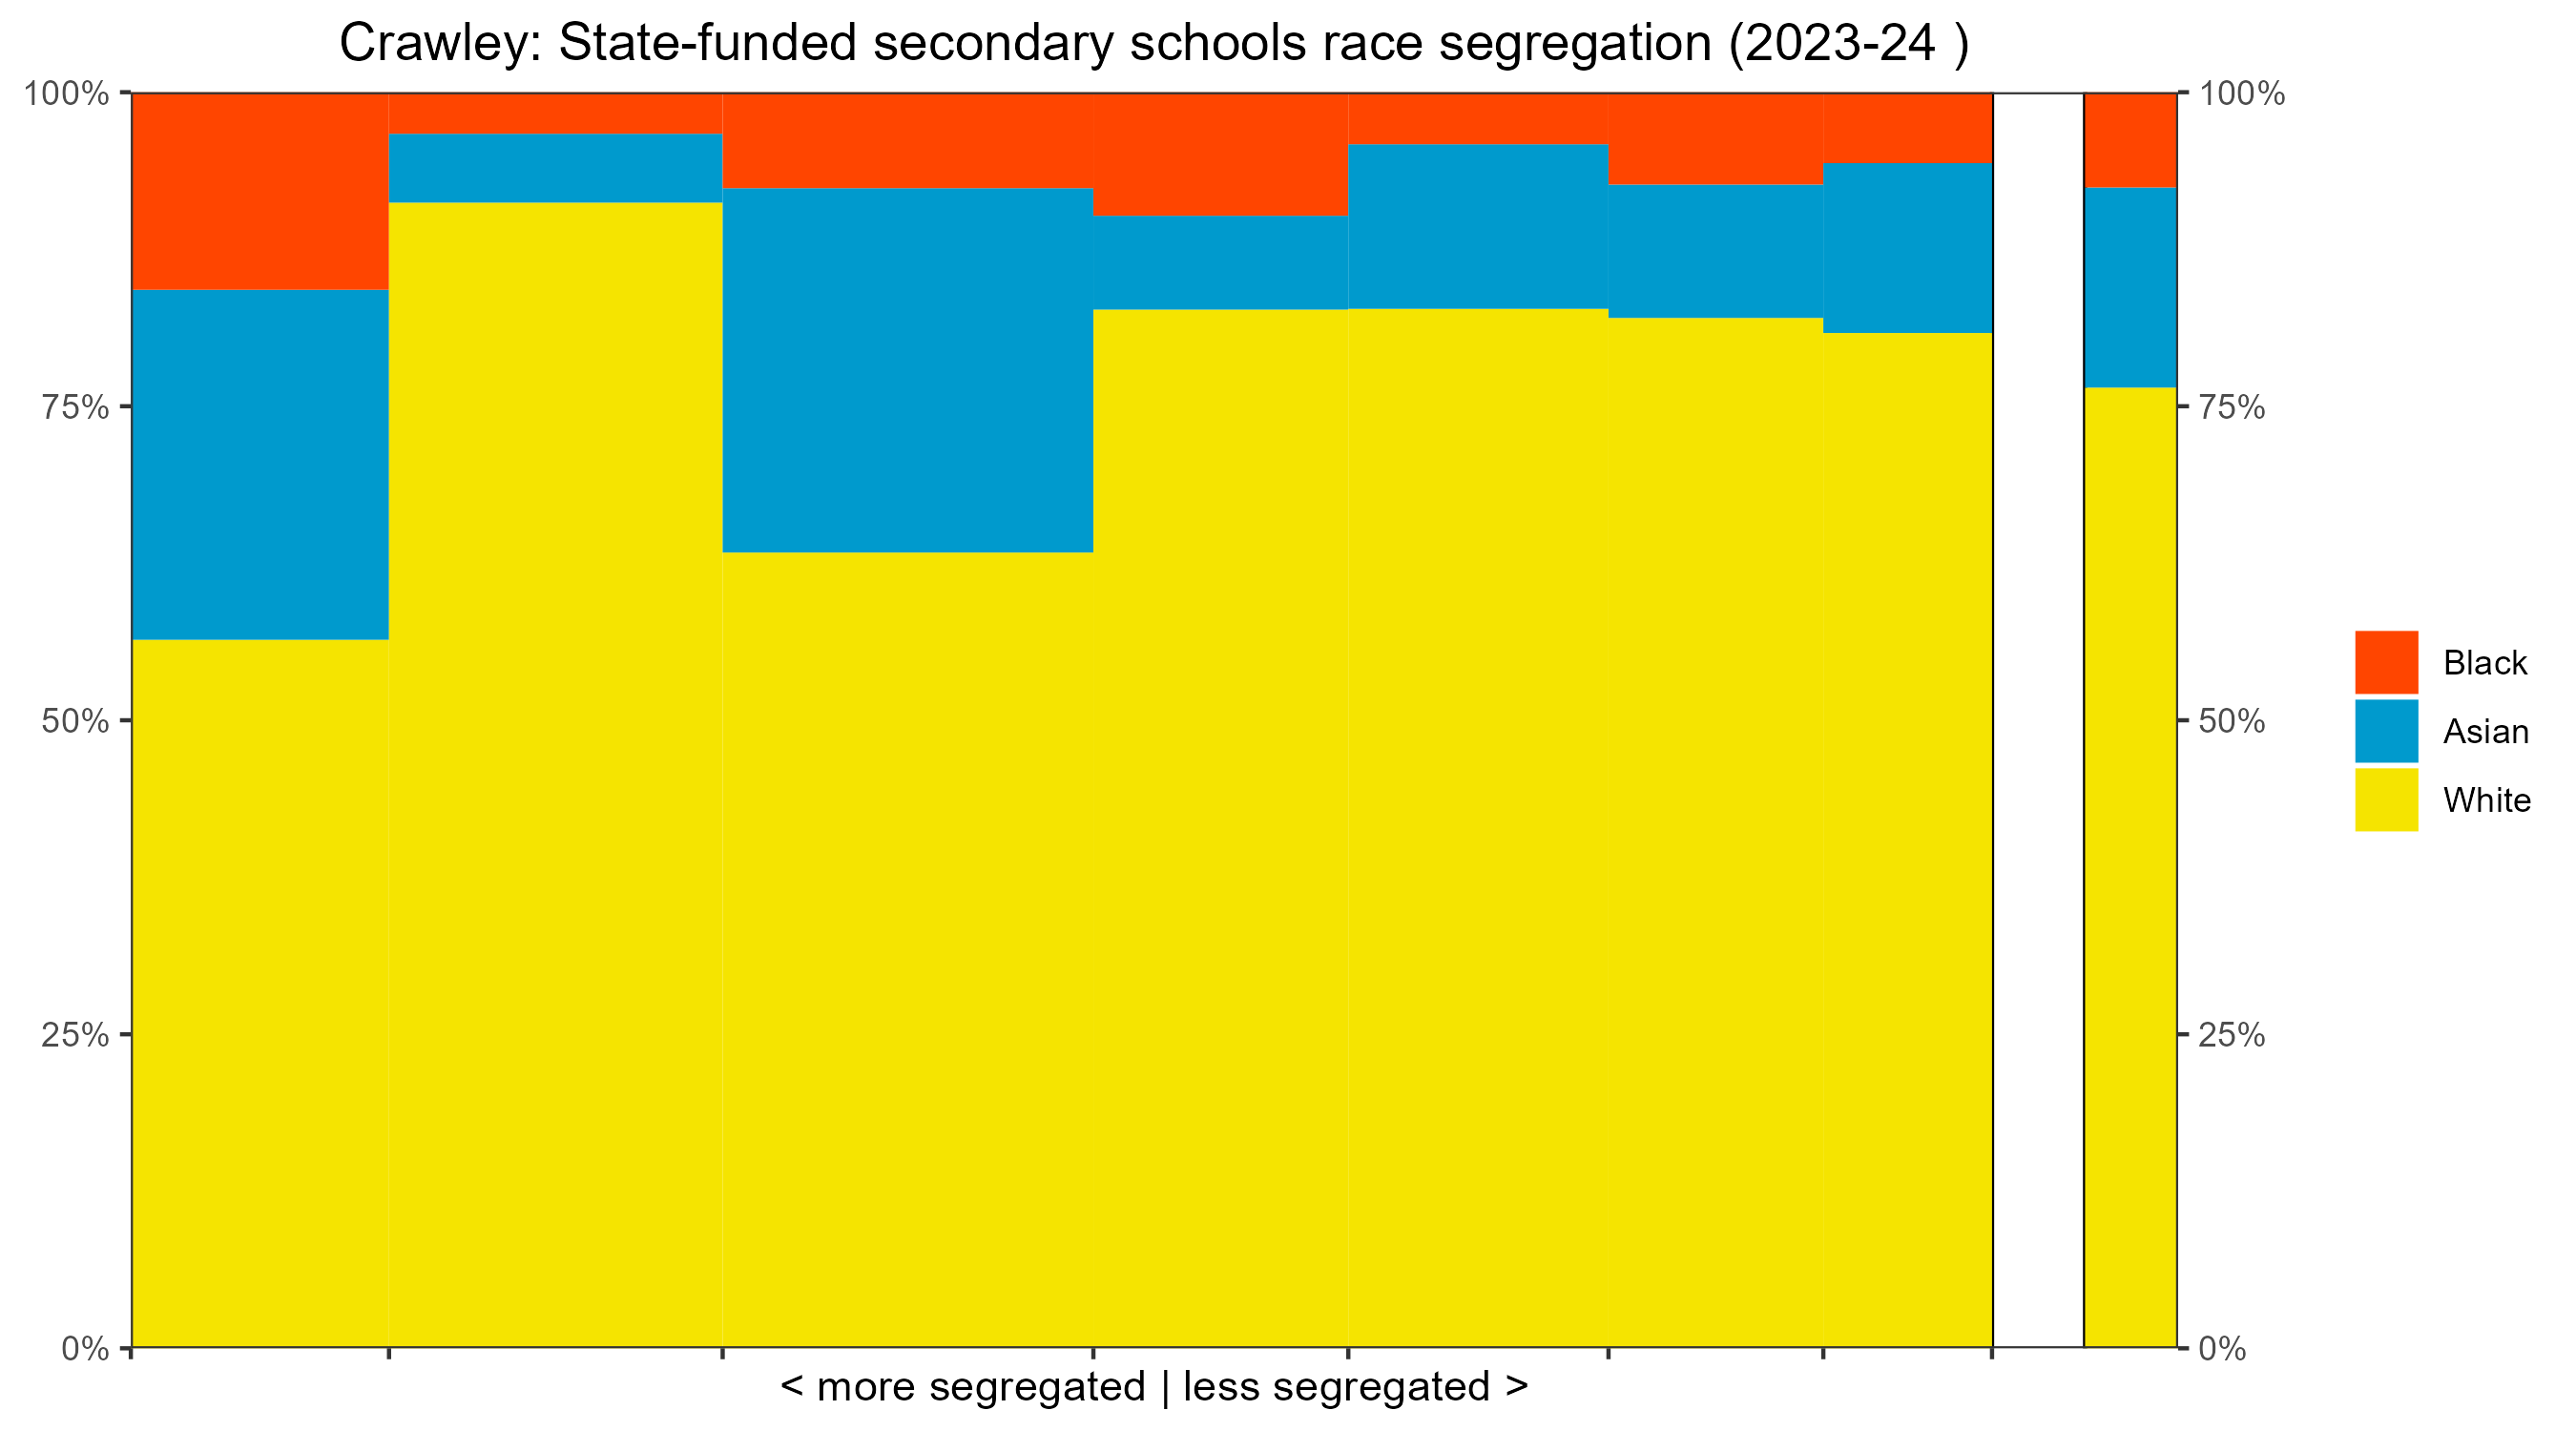 Crawley: State-funded secondary schools race segregation (2023-24 )
100%
75%
50%
25%
0%
100%
75%
50%
25%
0%
Black
Asian
White
< more segregated | less segregated >